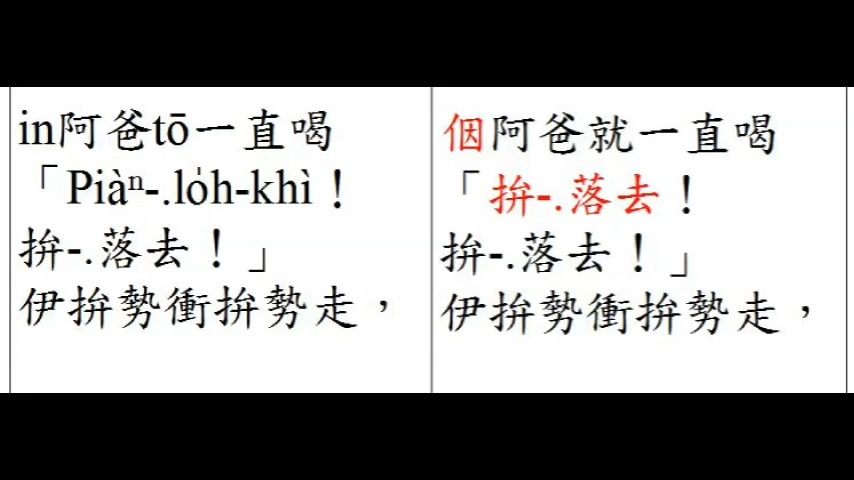 in阿爸tō一直喝
「Piàⁿ-.lo̍h-khì！
拚-.落去！」
伊拚勢衝拚勢走，
個阿爸就一直喝
「拚-.落去！
拚-.落去！」
伊拚勢衝拚勢走，